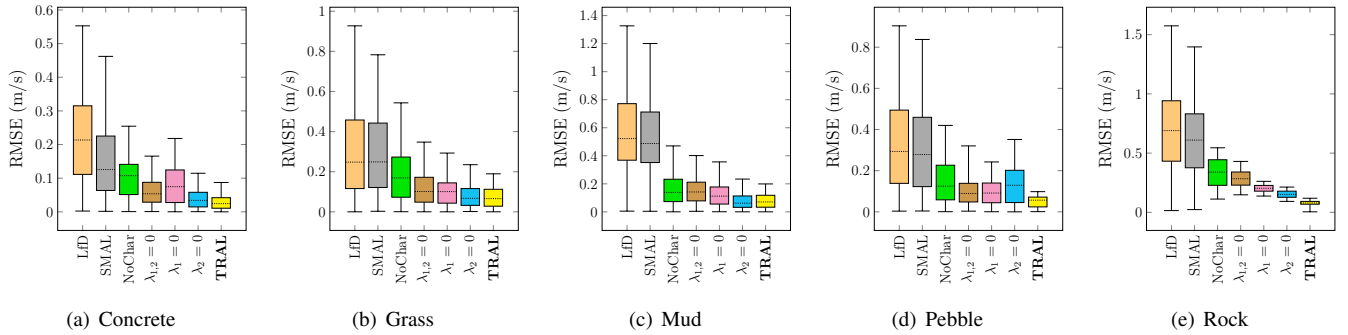 0.6
0.5
0.4
0.3
0.2
0.1
0
RMSE (m/s)
LfD
SMAL
NoChar
λ1,2 = 0
λ1 = 0
λ2 = 0
TRAL
(a) Concrete
1
0.8
0.6
0.4
0.2
0
RMSE (m/s)
LfD
SMAL
NoChar
λ1,2 = 0
λ1 = 0
λ2 = 0
TRAL
(b) Grass
1.4
1.2
1
0.8
0.6
0.4
0.2
0
RMSE (m/s)
LfD
SMAL
NoChar
λ1,2 = 0
λ1 = 0
λ2 = 0
TRAL
(c) Mud
1
0.8
0.6
0.4
0.2
0
RMSE (m/s)
LfD
SMAL
NoChar
λ1,2 = 0
λ1 = 0
λ2 = 0
TRAL
(d) Pebble
1.5
1
0.5
0
RMSE (m/s)
LfD
SMAL
NoChar
λ1,2 = 0
λ1 = 0
λ2 = 0
TRAL
(e) Rock